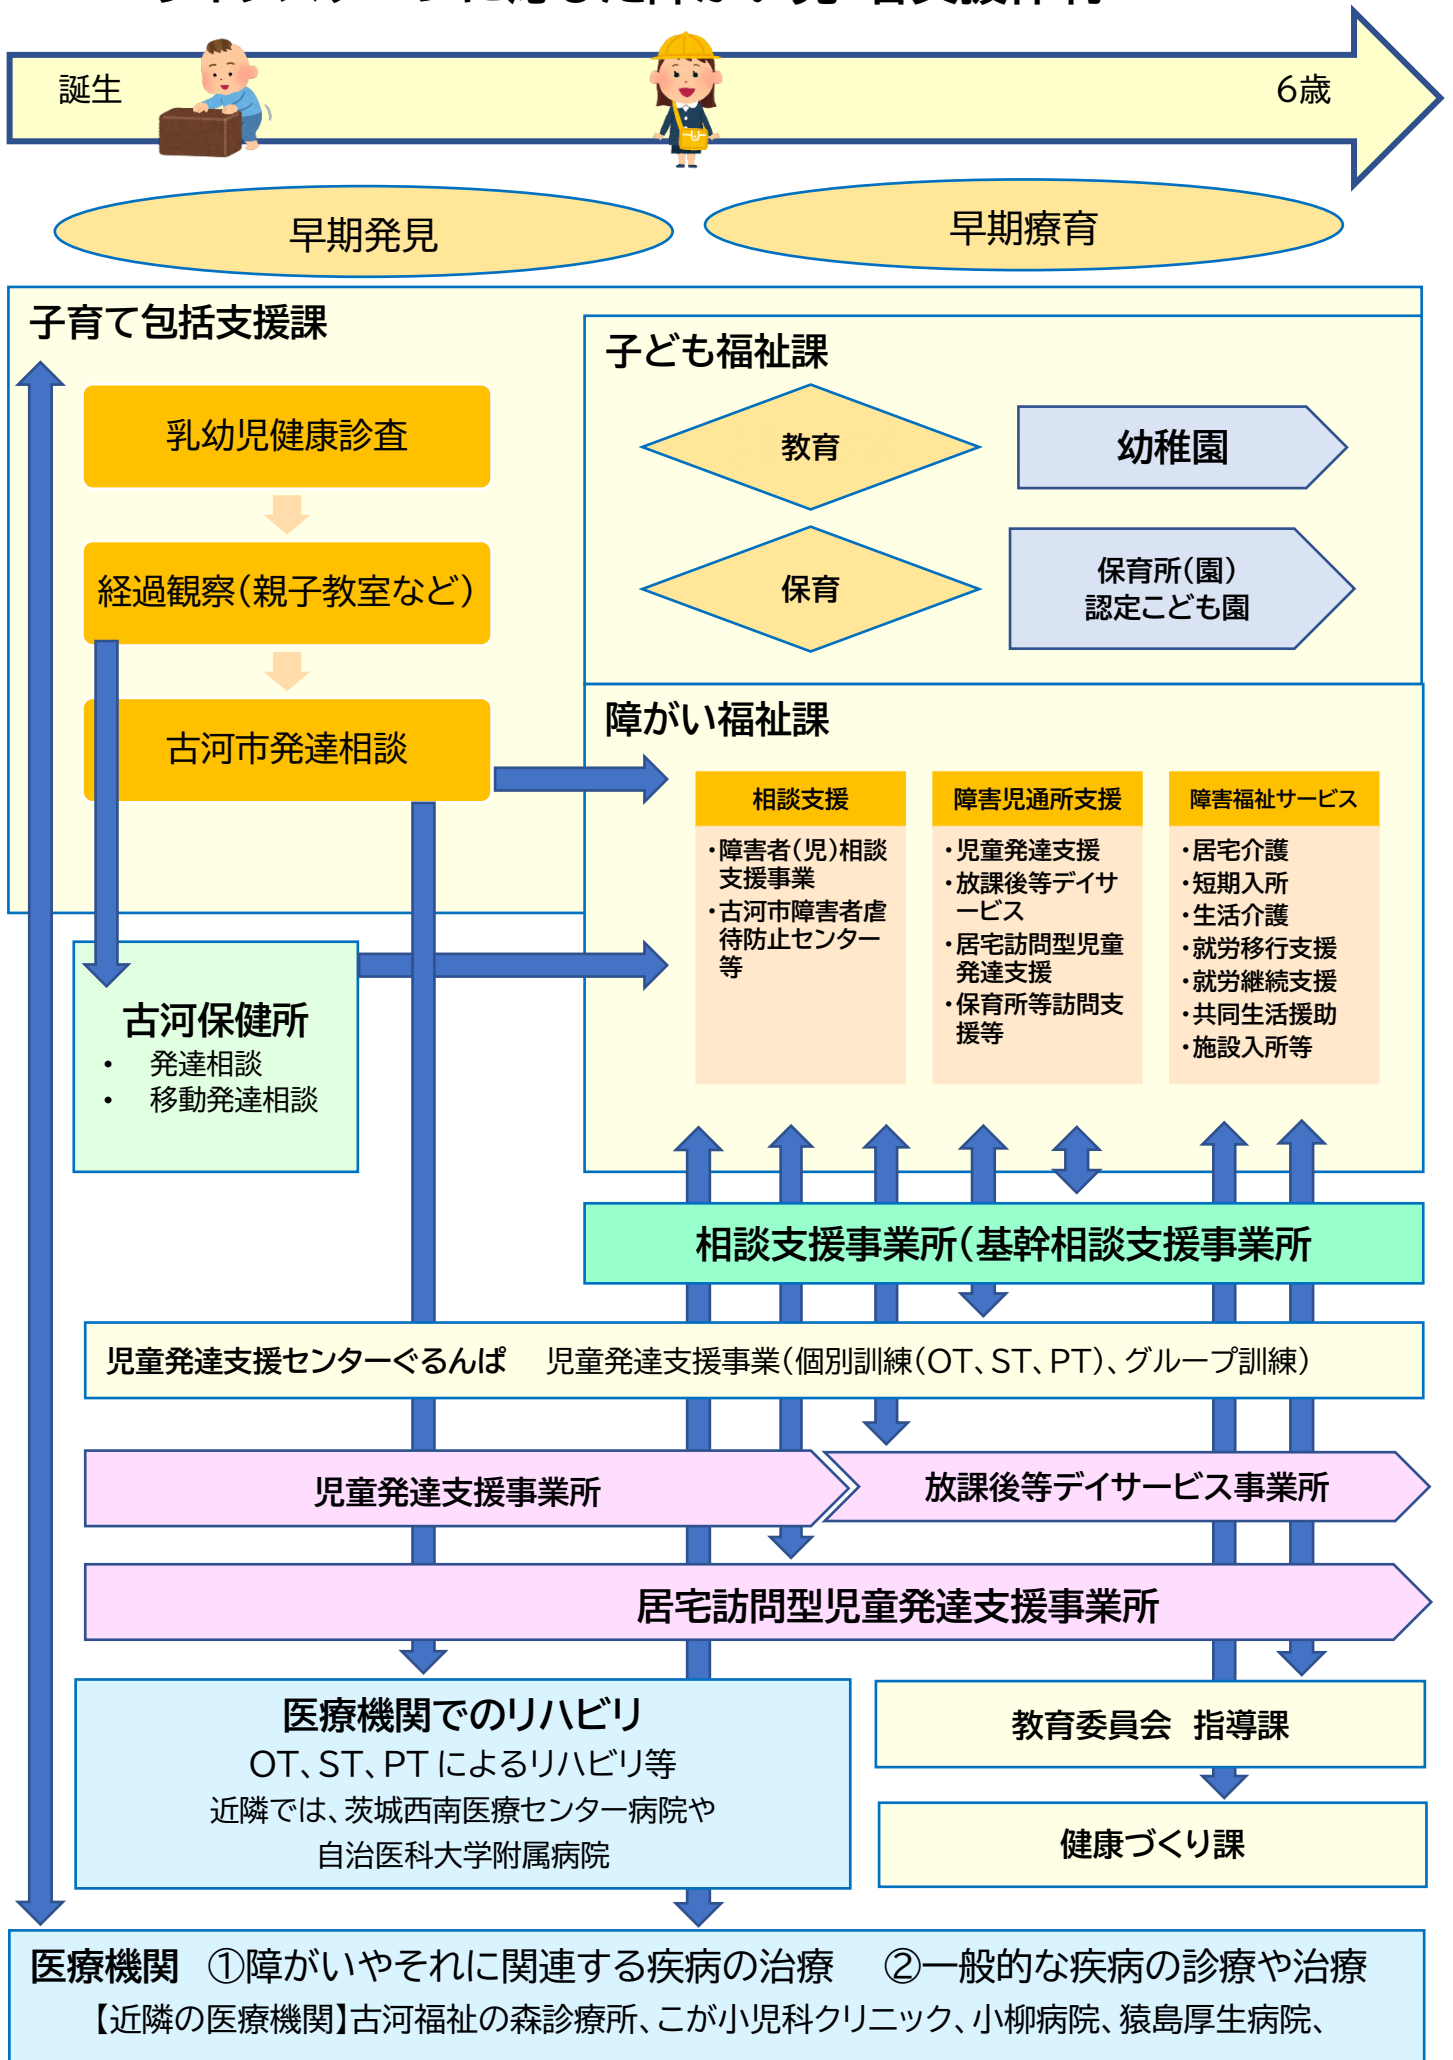 誕生
6歳
早期発見
早期療育
子育て包括支援課
乳幼児健康診査
経過観察(親子教室など)
古河市発達相談
子ども福祉課
教育
幼稚園
保育
保育所(園)
認定こども園
障がい福祉課
相談支援
・障害者(児)相談
支援事業
・古河市障害者虐
待防止センター
等
障害児通所支援
・児童発達支援
・放課後等デイサ
ービス
・居宅訪問型児童
発達支援
・保育所等訪問支
援等
障害福祉サービス
・居宅介護
・短期入所
・生活介護
・就労移行支援
・就労継続支援
・共同生活援助
・施設入所等
古河保健所
・ 発達相談
・ 移動発達相談
相談支援事業所(基幹相談支援事業所
児童発達支援センターぐるんぱ 児童発達支援事業(個別訓練(OT、ST、PT)、グループ訓練)
児童発達支援事業所
放課後等デイサービス事業所
居宅訪問型児童発達支援事業所
医療機関でのリハビリ
OT、ST、PTによるリハビリ等
近隣では、茨城西南医療センター病院や
自治医科大学附属病院
教育委員会 指導課
健康づくり課
医療機関 ①障がいやそれに関連する疾病の治療 ②一般的な疾病の診療や治療
【近隣の医療機関】古河福祉の森診療所、こが小児科クリニック、小柳病院、猿島厚生病院、